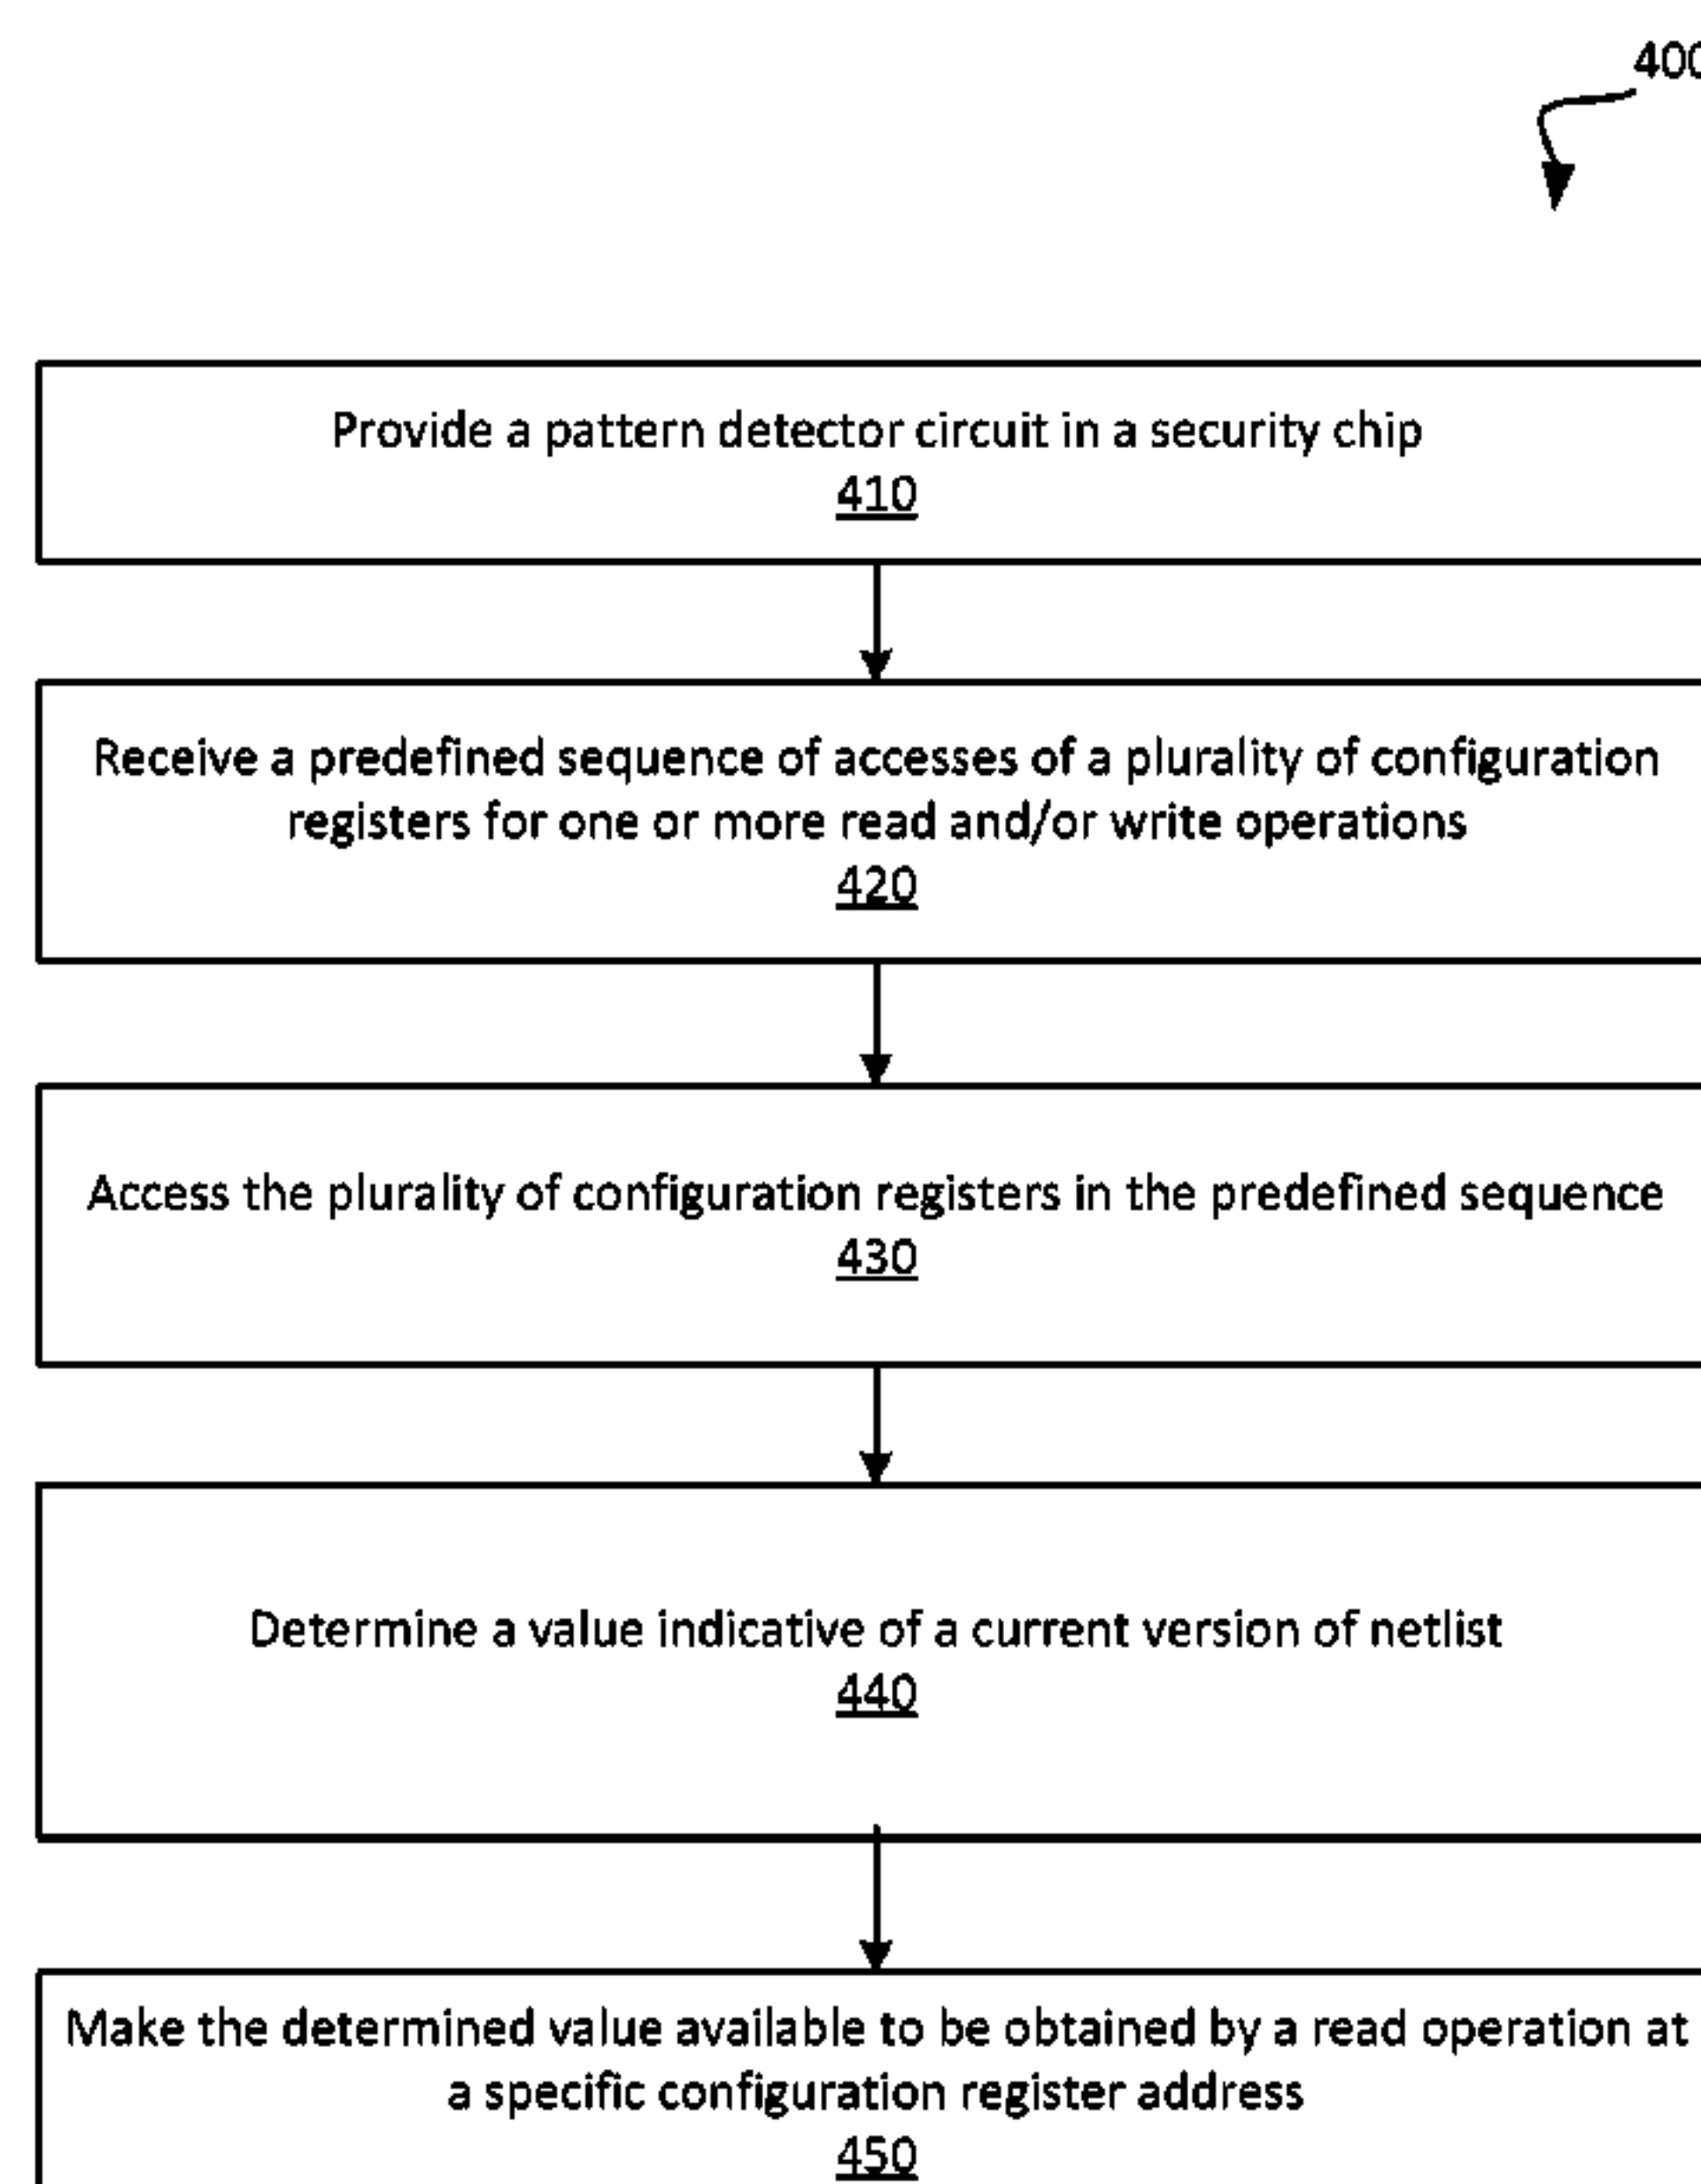 400
Provide a pattern detector circuit in a security chip
410
Receive a predefined sequence of accesses of a plurality of configuration
registers for one or more read and/or write operations
420
Access the plurality of configuration registers in the predefined sequence
430
Determine a value indicative of a current version of netlist
440
Make the determined value available to be obtained by a read operation at
a specific configuration register address
450